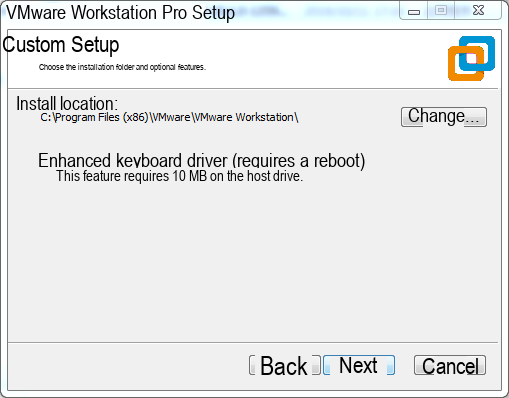 VMware Workstation Pro Setup
Custom Setup
Choose the installation folder and optional features.
Install location:
C:\Program Files (x86)\VMware\VMware Workstation\
Change...
Enhanced keyboard driver (requires a reboot)
This feature requires 10 MB on the host drive.
Back
Next
Cancel